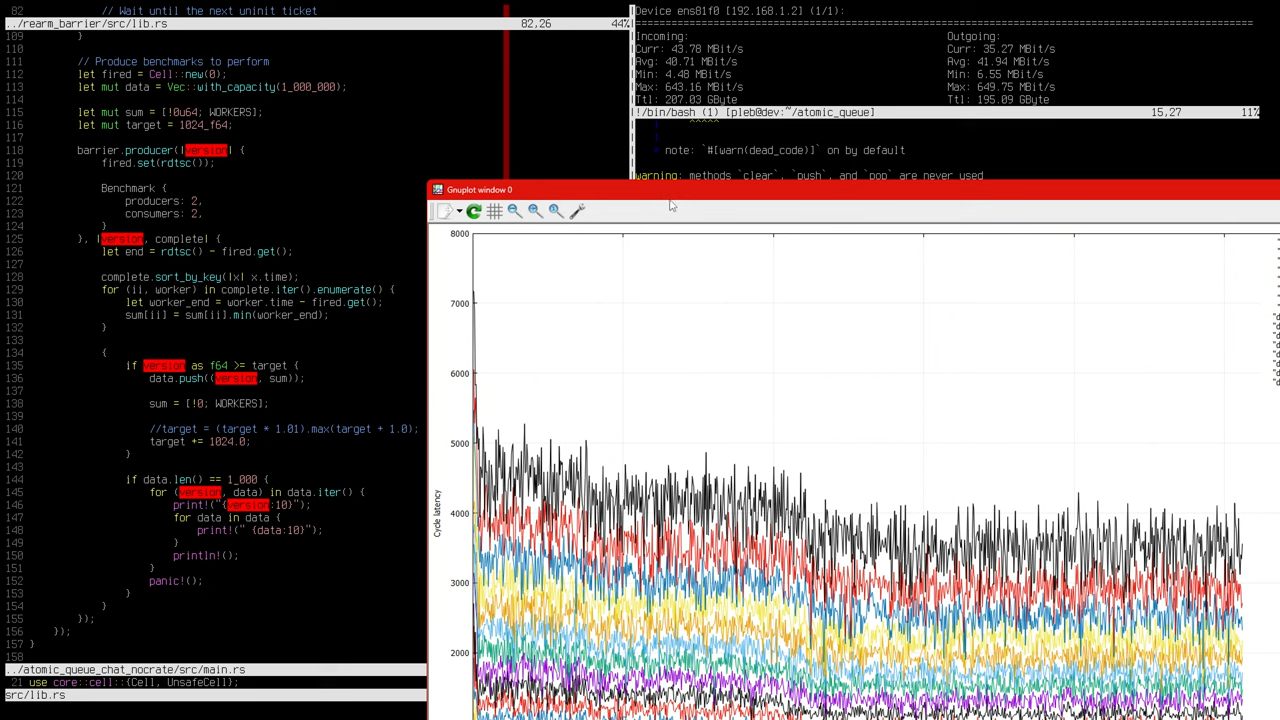 82          // Wait until the next uninit ticket
../rearm_barrier/src/lib.rs 82,26 44%
109 }
110
111 // Produce benchmarks to perform
112 let fired = Cell::new(0);
113 let mut data = Vec::with_capacity(1_000_000);
114
115 let mut sum = [!0u64; WORKERS];
116 let mut target = 1024_f64;
117
118 barrier.producer(|version| {
119 fired.set(rdtsc());
120
121 Benchmark {
122 producers: 2,
123 consumers: 2,
124 }
125 }, |version, complete| {
126 let end = rdtsc() - fired.get();
127
128 complete.sort_by_key(|x| x.time);
129 for (ii, worker) in complete.iter().enumerate() {
130 let worker_end = worker.time - fired.get();
131 sum[ii] = sum[ii].min(worker_end);
132 }
133
134 {
135 if version as f64 >= target {
136 data.push((version, sum));
137
138 sum = [!0; WORKERS];
139
140 //target = (target * 1.01).max(target + 1.0);
141 target += 1024.0;
142 }
143
144 if data.len() == 1_000 {
145 for (version, data) in data.iter() {
146 print!("{version:10}");
147 for data in data {
148 print!(" {data:10}");
149 }
150 println!();
151 }
152 panic!();
153 }
154 }
155 });
156 });
157 }
158
../atomic_queue_chat_nocrate/src/main.rs
21 use core::cell::{Cell, UnsafeCell};
src/lib.rs
Device ens81f0 [192.168.1.2] (1/1):
================================================================================
Incoming: Outgoing:
Curr: 43.78 MBit/s Curr: 35.27 MBit/s
Avg: 40.71 MBit/s Avg: 41.94 MBit/s
Min: 4.48 MBit/s Min: 6.55 MBit/s
Max: 643.16 MBit/s Max: 649.75 MBit/s
Ttl: 207.03 GByte Ttl: 195.09 GByte
!/bin/bash (1) [pleb@dev:~/atomic_queue] 15,27 11%
^^^^^
note: `#[warn(dead_code)]` on by default
warning: methods `clear`, `push`, and `pop` are never used
Gnuplot window 0
8000
7000
6000
5000
4000
3000
2000
Cycle latency